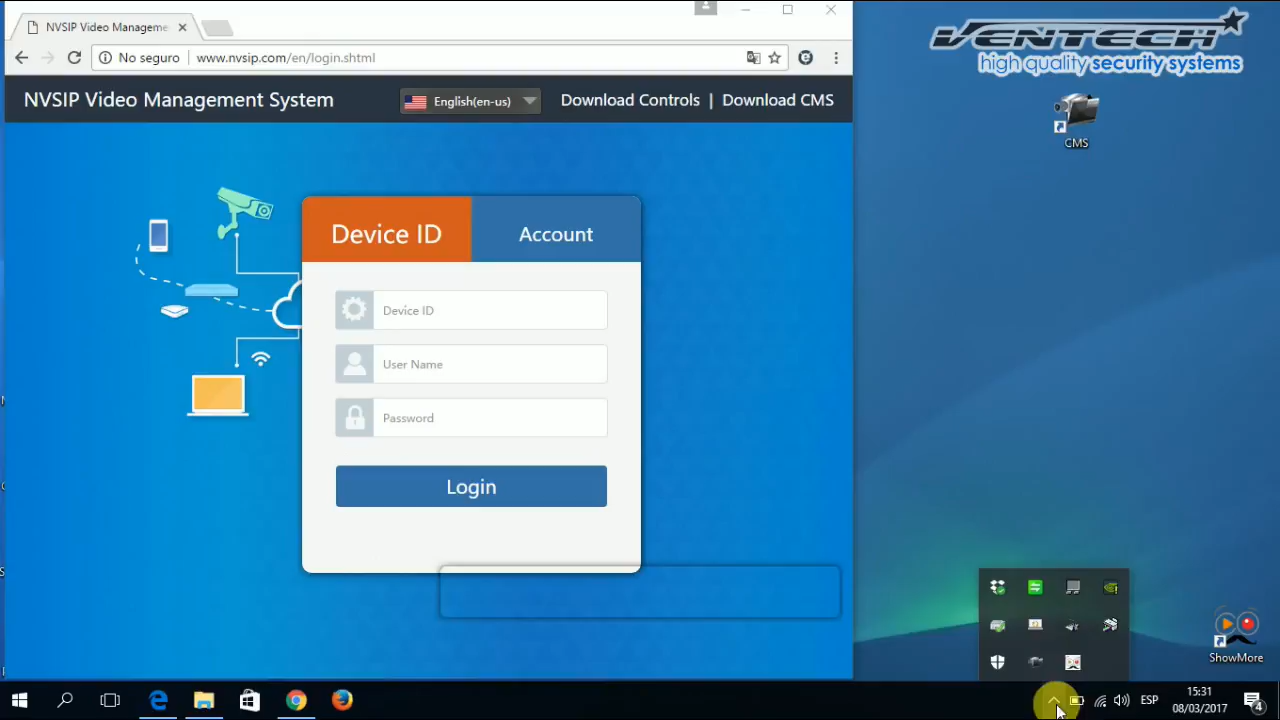 NVSIP Video Manageme
No seguro
www.nvsip.com/en/login.shtml
NVSIP Video Management System
English(en-us)
Download Controls | Download CMS
Device ID
Account
Device ID
User Name
Password
Login
VENTECH
high quality security systems
CMS
ShowMore
ESP
15:31
08/03/2017
4